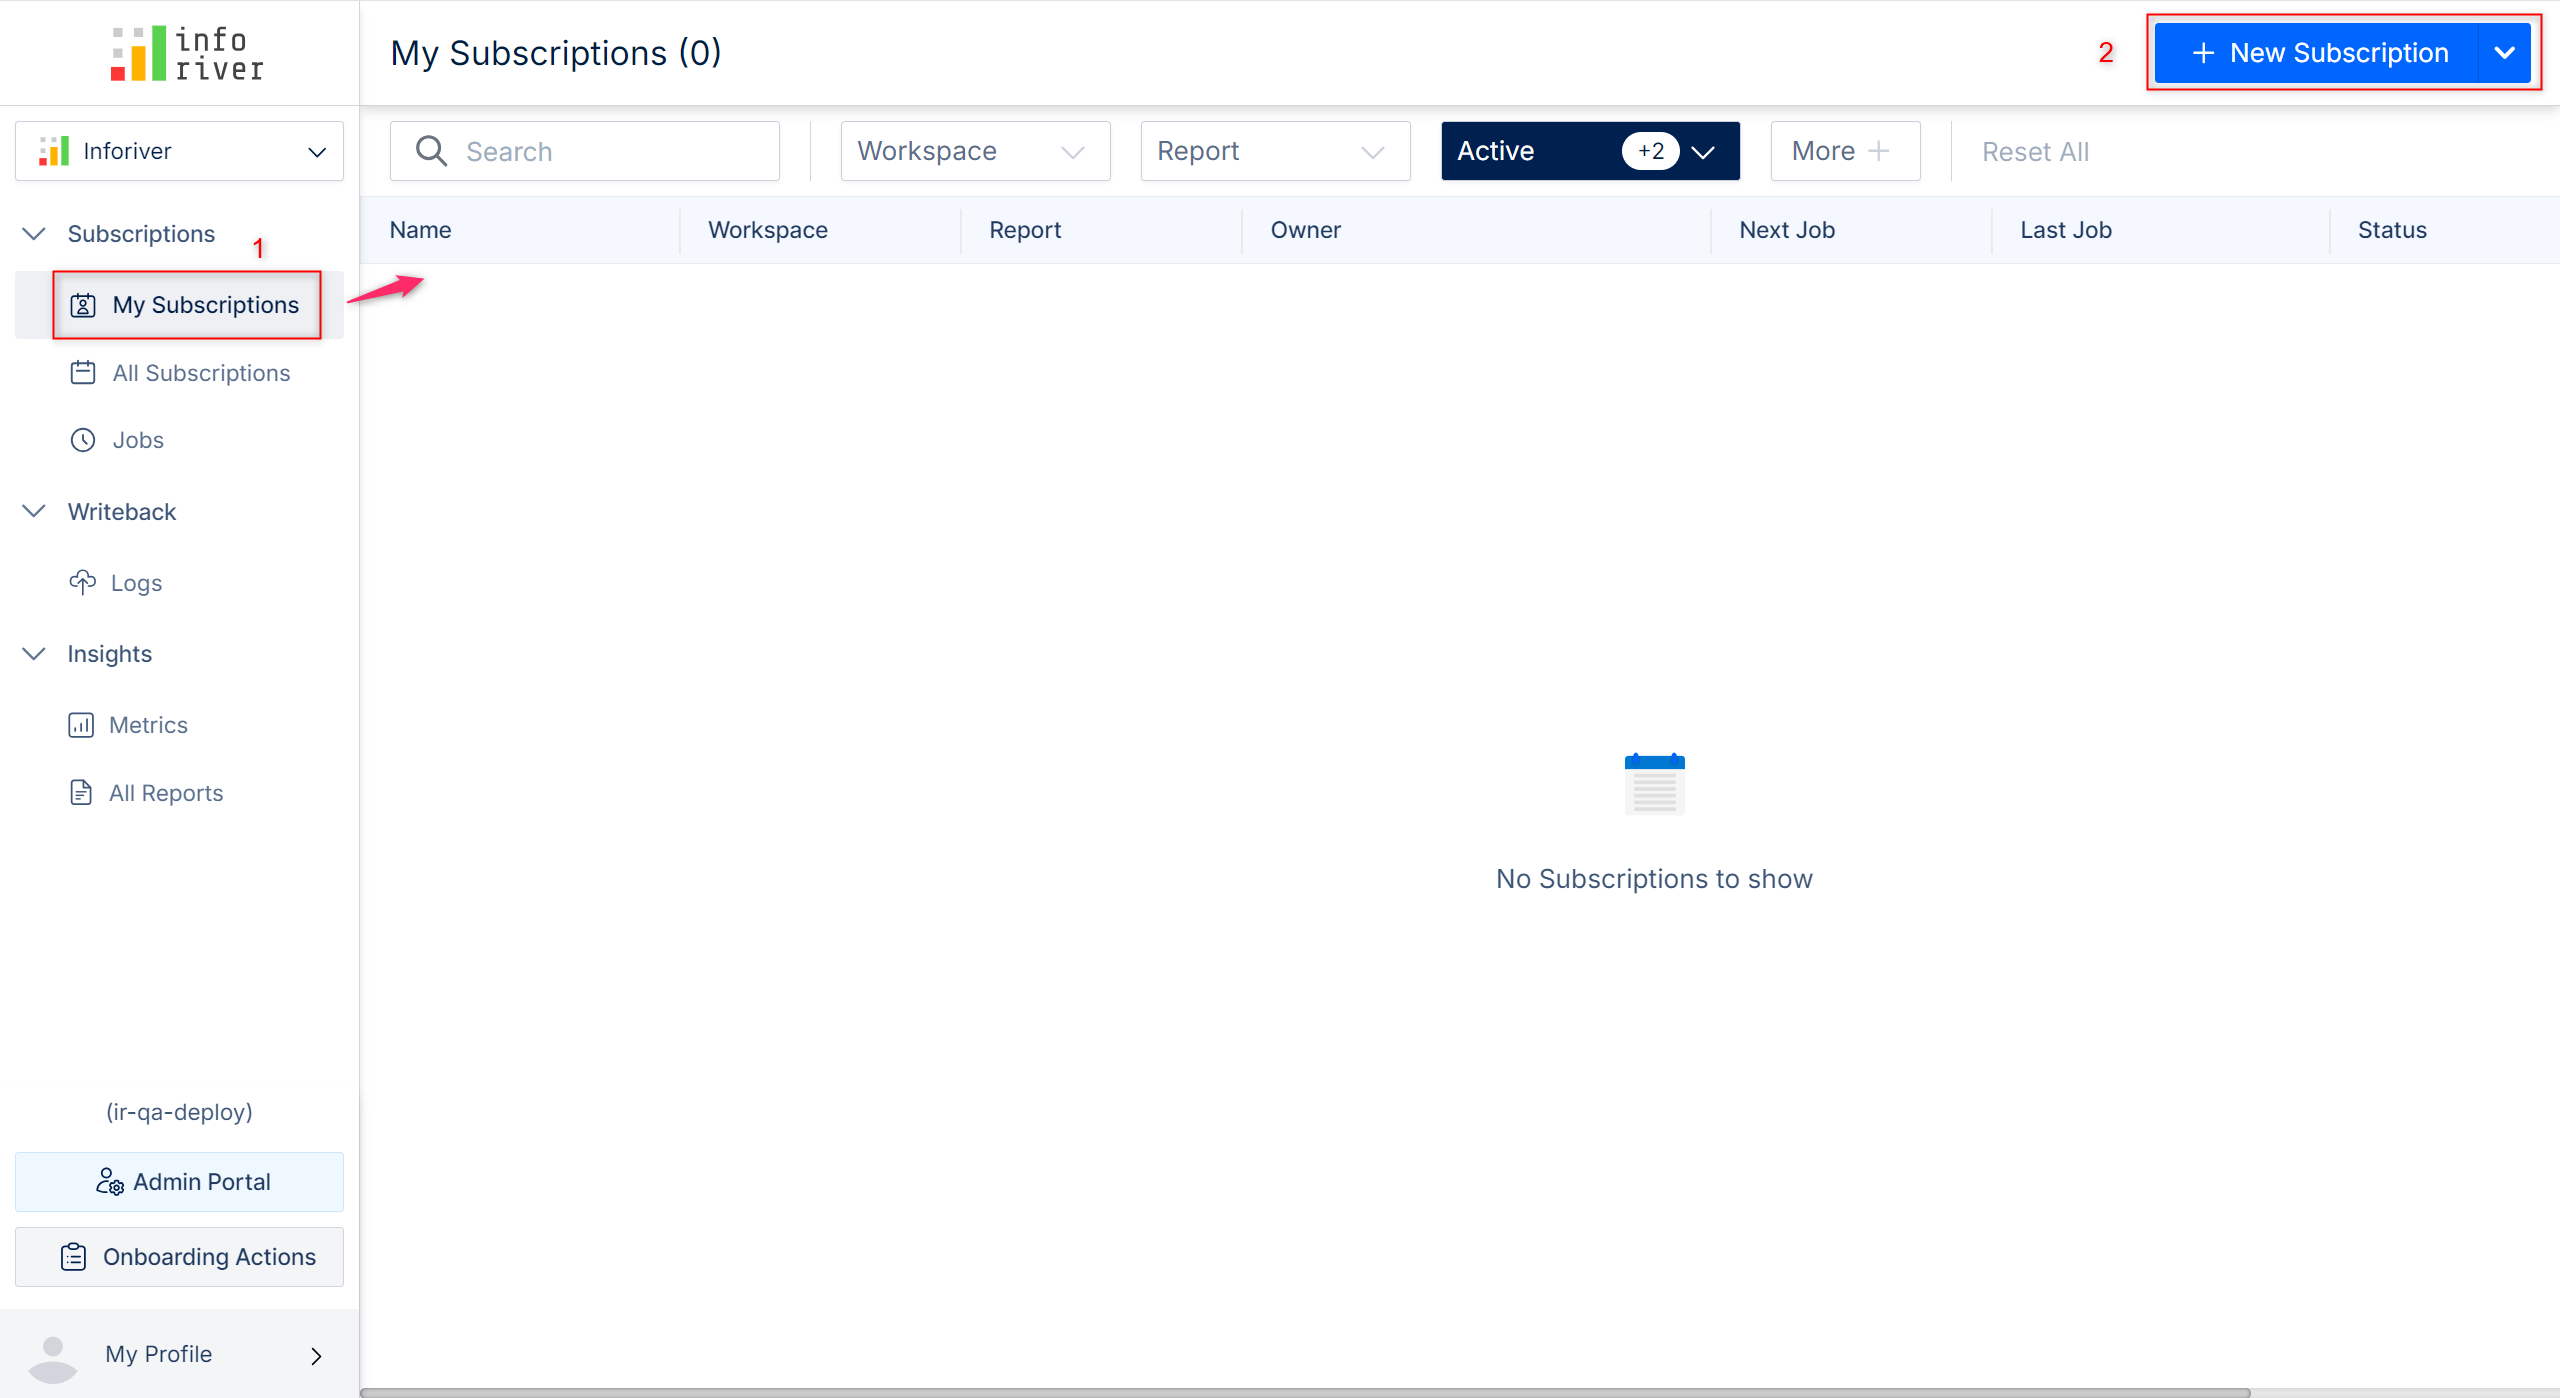 info
river
My Subscriptions (0)
2
New Subscription
Inforiver
Search
Workspace
Report
Active
+2
More
Reset All
Name
Workspace
Report
Owner
Next Job
Last Job
Status
Subscriptions
1
My Subscriptions
All Subscriptions
Jobs
Writeback
Logs
Insights
Metrics
All Reports
No Subscriptions to show
(ir-qa-deploy)
Admin Portal
Onboarding Actions
My Profile